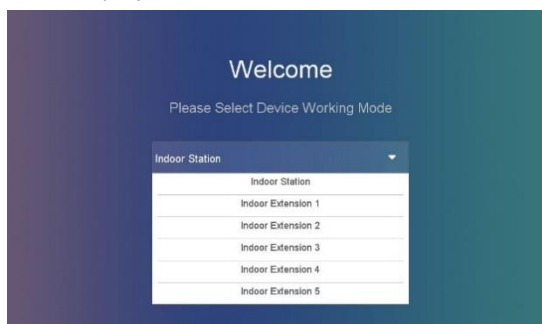 Welcome
Please Select Device Working Mode
Indoor Station
Indoor Station
Indoor Extension 1
Indoor Extension 2
Indoor Extension 3
Indoor Extension 4
Indoor Extension 5